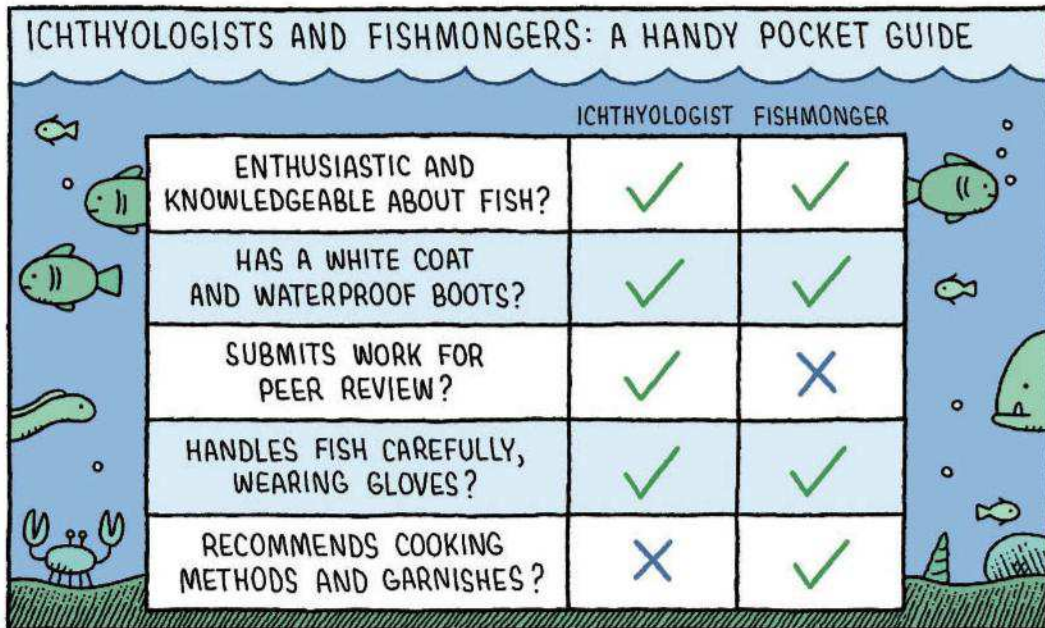 ICHTHYOLOGISTS AND FISHMONGERS: A HANDY POCKET GUIDE
ICHTHYOLOGIST FISHMONGER
ENTHUSIASTIC AND
KNOWLEDGEABLE ABOUT FISH?
HAS A WHITE COAT
AND WATERPROOF BOOTS?
SUBMITS WORK FOR
PEER REVIEW?
HANDLES FISH CAREFULLY,
WEARING GLOVES?
RECOMMENDS COOKING
METHODS AND GARNISHES?